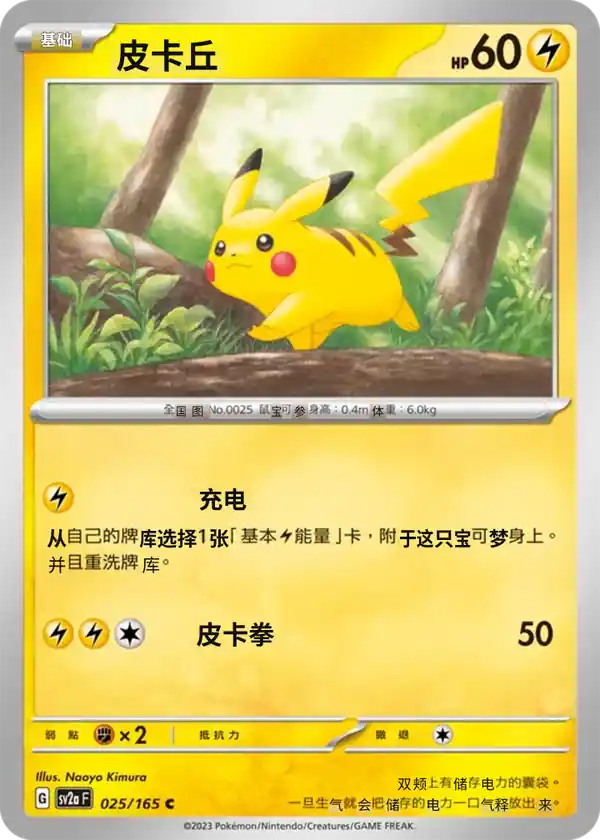 基础 皮卡丘 HP 60
全国图 No.0025 鼠宝可参 身高：0.4m 体重：6.0kg
充电
从自己的牌库选择1张「基本 能量」卡，附于这只宝可梦身上。
并且重洗牌库。
皮卡拳 50
弱點 ×2 抵抗力 撤退
Illus. Naoyo Kimura
G sv2a F 025/165 C
双颊上有储存电力的囊袋。
一旦生气就会把储存的电力一口气释放出来。
©2023 Pokémon/Nintendo/Creatures/GAME FREAK.